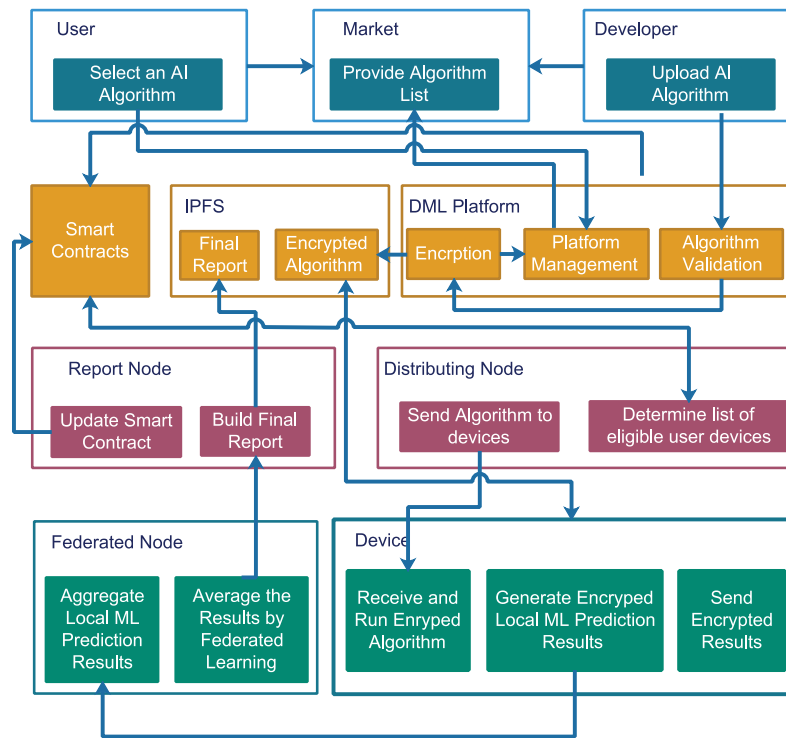 User
Select an AI
Algorithm
Market
Provide Algorithm
List
Developer
Upload AI
Algorithm
Smart
Contracts
IPFS
Final
Report
Encrypted
Algorithm
DML Platform
Encrption
Platform
Management
Algorithm
Validation
Report Node
Update Smart
Contract
Build Final
Report
Distributing Node
Send Algorithm to
devices
Determine list of
eligible user devices
Federated Node
Aggregate
Local ML
Prediction
Results
Average the
Results by
Federated
Learning
Device
Receive and
Run Enryped
Algorithm
Generate Encryped
Local ML Prediction
Results
Send
Encrypted
Results